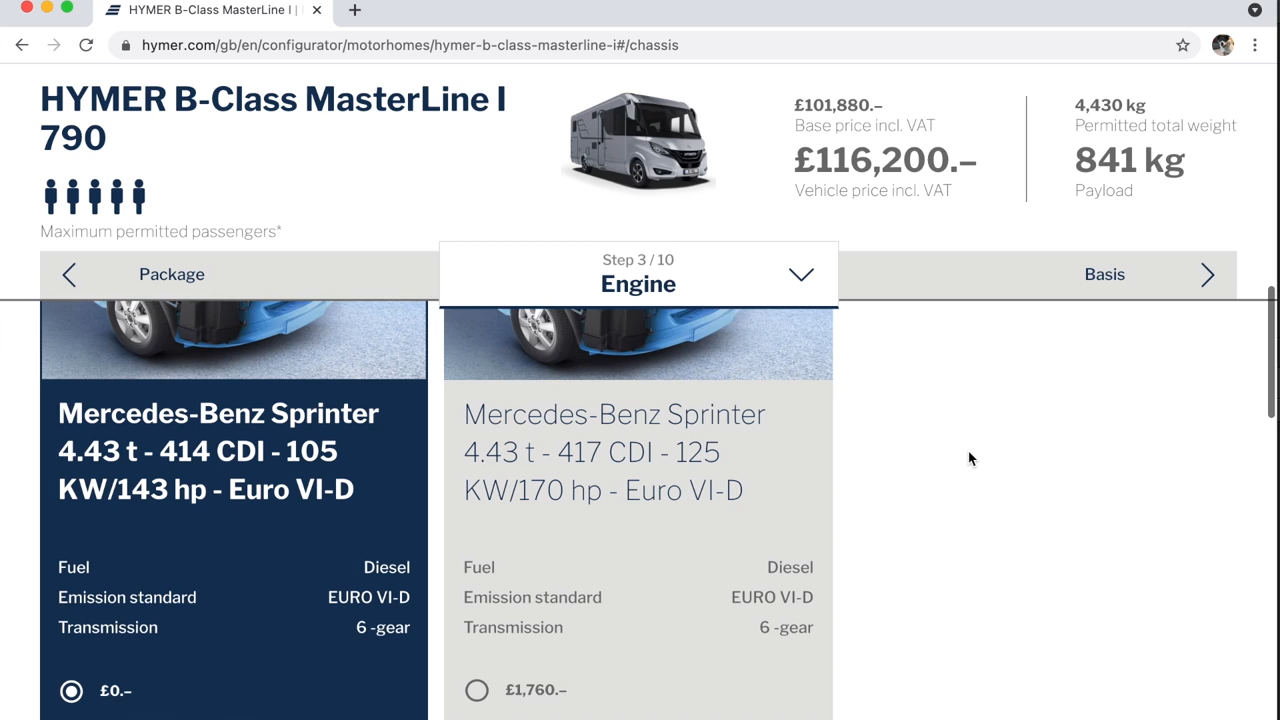 HYMER B-Class MasterLine I |
hymer.com/gb/en/configurator/motorhomes/hymer-b-class-masterline-i#/chassis
HYMER B-Class MasterLine I
790
Maximum permitted passengers*
£101,880.–
Base price incl. VAT
£116,200.–
Vehicle price incl. VAT
4,430 kg
Permitted total weight
841 kg
Payload
Package
Step 3 / 10
Engine
Basis
Mercedes-Benz Sprinter
4.43 t - 414 CDI - 105
KW/143 hp - Euro VI-D
Fuel Diesel
Emission standard EURO VI-D
Transmission 6 -gear
£0.–
Mercedes-Benz Sprinter
4.43 t - 417 CDI - 125
KW/170 hp - Euro VI-D
Fuel Diesel
Emission standard EURO VI-D
Transmission 6 -gear
£1,760.–